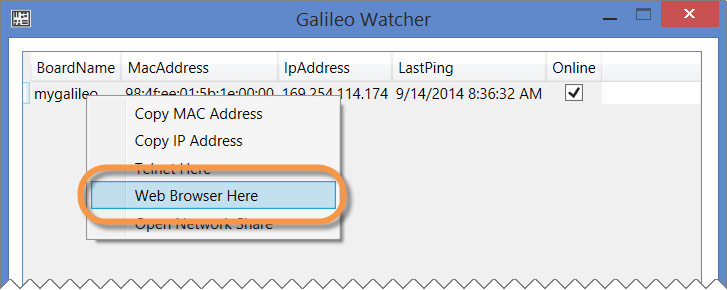 Galileo Watcher
BoardName MacAddress IpAddress LastPing Online
mygalileo 98:4f:ee:01:5b:1e:00:00 169.254.114.174 9/14/2014 8:36:32 AM
Copy MAC Address
Copy IP Address
Telnet Here
Web Browser Here
Open Network Share